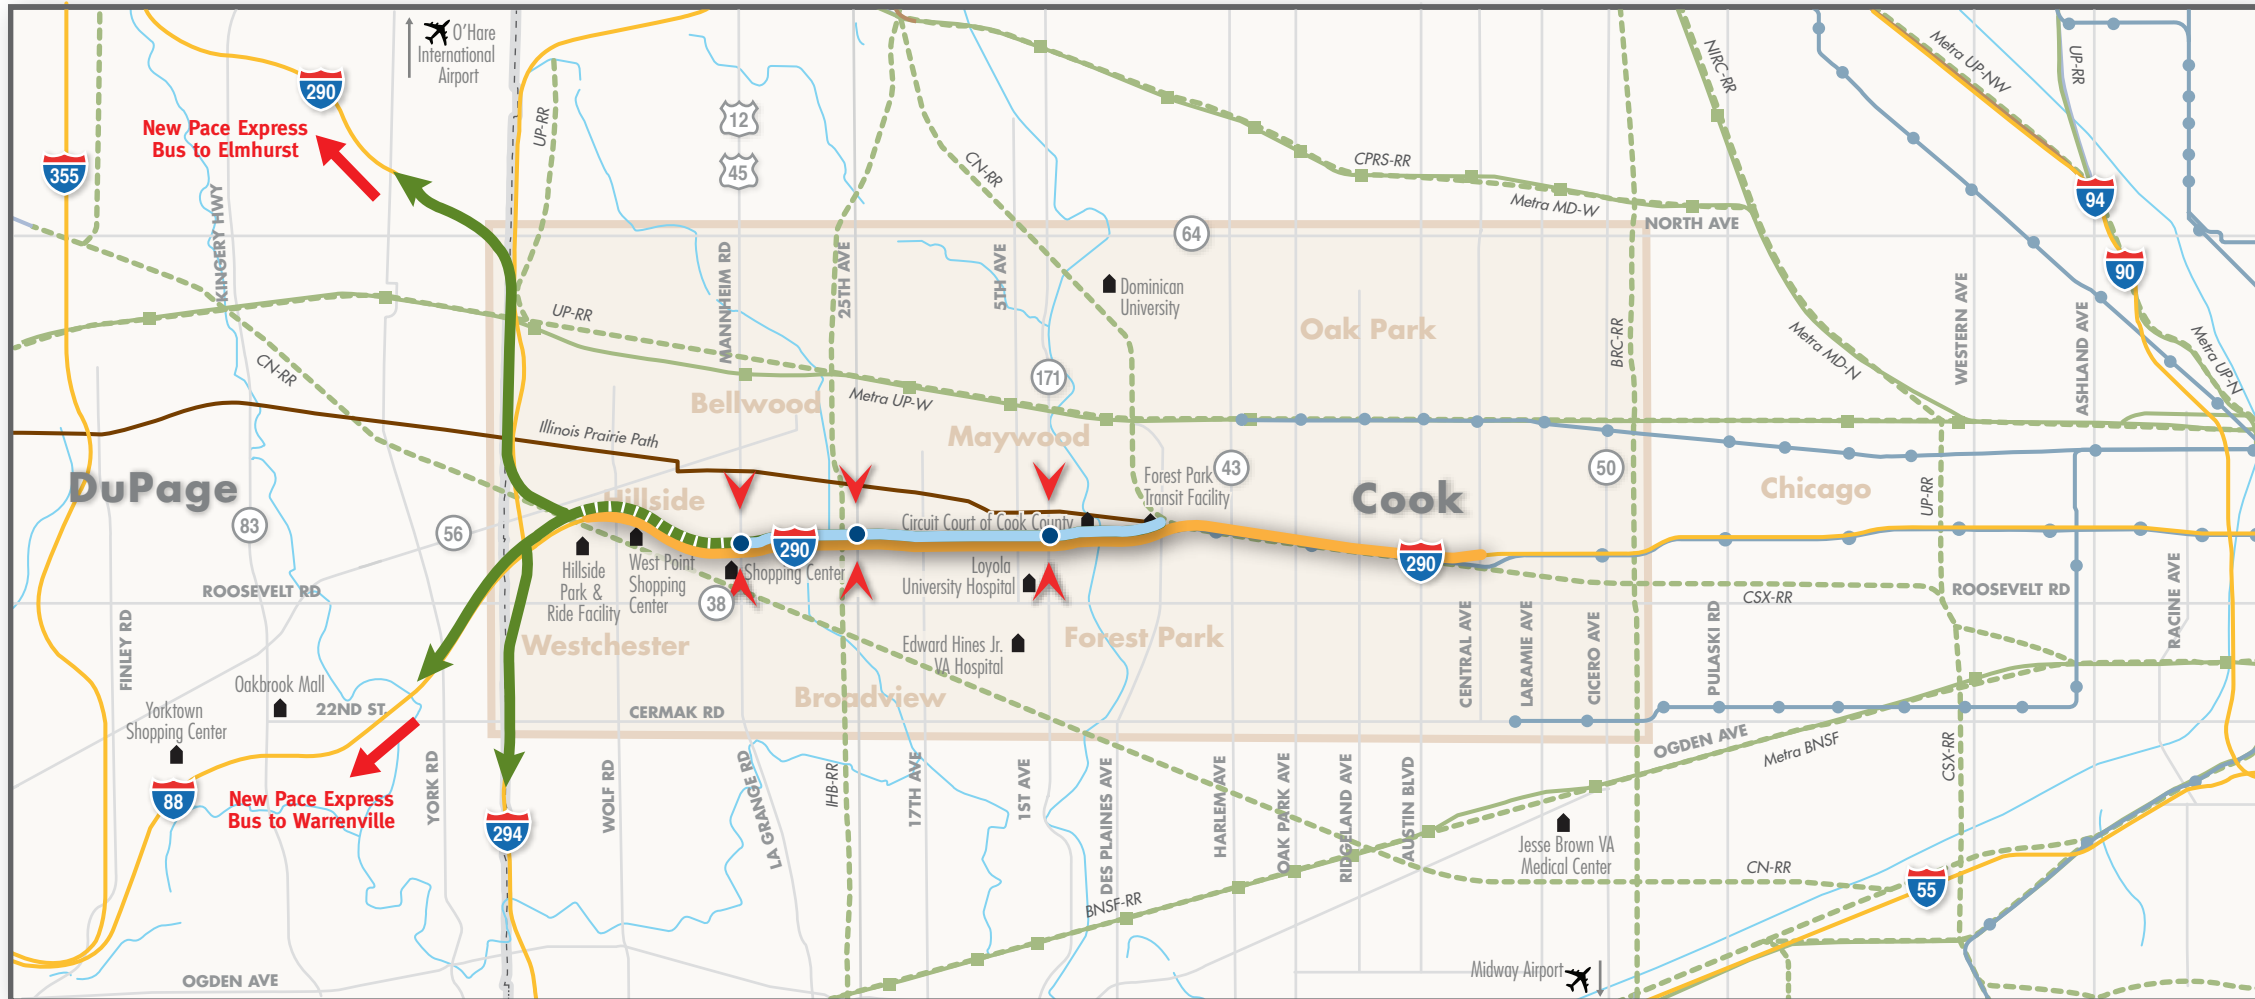 O'Hare
International
Airport
290
355
New Pace Express
Bus to Elmhurst
KINGERY HWY
UP-RR
12
45
CN-RR
CPRS-RR
Metra MD-W
NIRC-RR
Metra UP-NW
UP-RR
94
90
64
NORTH AVE
MANNHEIM RD
25TH AVE
5TH AVE
Dominican
University
UP-RR
CN-RR
Oak Park
BRC-RR
Metra MD-N
WESTERN AVE
ASHLAND AVE
Metra UP-N
171
Bellwood
Metra UP-W
Maywood
Illinois Prairie Path
DuPage
Hillside
Forest Park
Transit Facility
43
Cook
50
Chicago
UP-RR
83
56
Circuit Court of Cook County
290
290
Hillside
Park &
Ride Facility
West Point
Shopping
Center
Shopping Center
38
Loyola
University Hospital
ROOSEVELT RD
CSX-RR
ROOSEVELT RD
FINLEY RD
Westchester
Edward Hines Jr.
VA Hospital
Forest Park
CENTRAL AVE
LARAMIE AVE
CICERO AVE
PULASKI RD
RACINE AVE
Oakbrook Mall
Yorktown
Shopping Center
22ND ST.
CERMAK RD
Broadview
OGDEN AVE
Metra BNSF
CSX-RR
88
New Pace Express
Bus to Warrenville
YORK RD
294
WOLF RD
LA GRANGE RD
IHB-RR
17TH AVE
1ST AVE
DES PLAINES AVE
HARLEM AVE
OAK PARK AVE
RIDGELAND AVE
AUSTIN BLVD
Jesse Brown VA
Medical Center
CN-RR
55
BNSF-RR
Midway Airport
OGDEN AVE